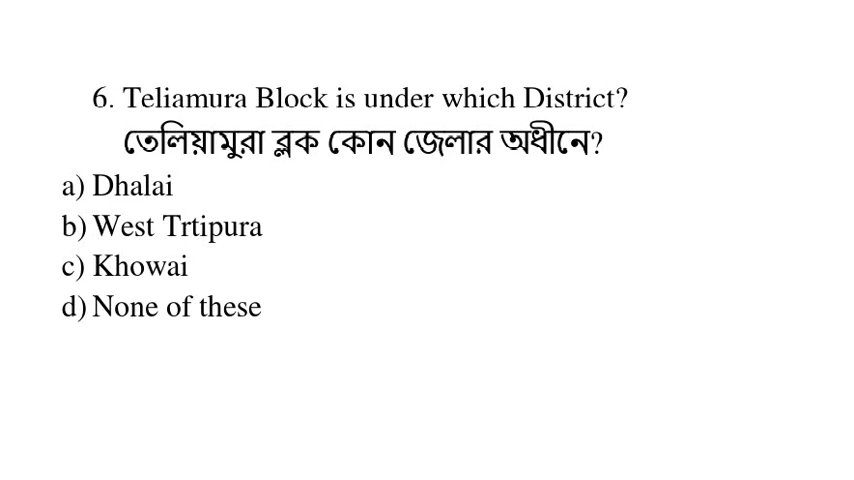 6. Teliamura Block is under which District?
তেলিয়ামুরা ব্লক কোন জেলার অধীনে?
a) Dhalai
b) West Trtipura
c) Khowai
d) None of these